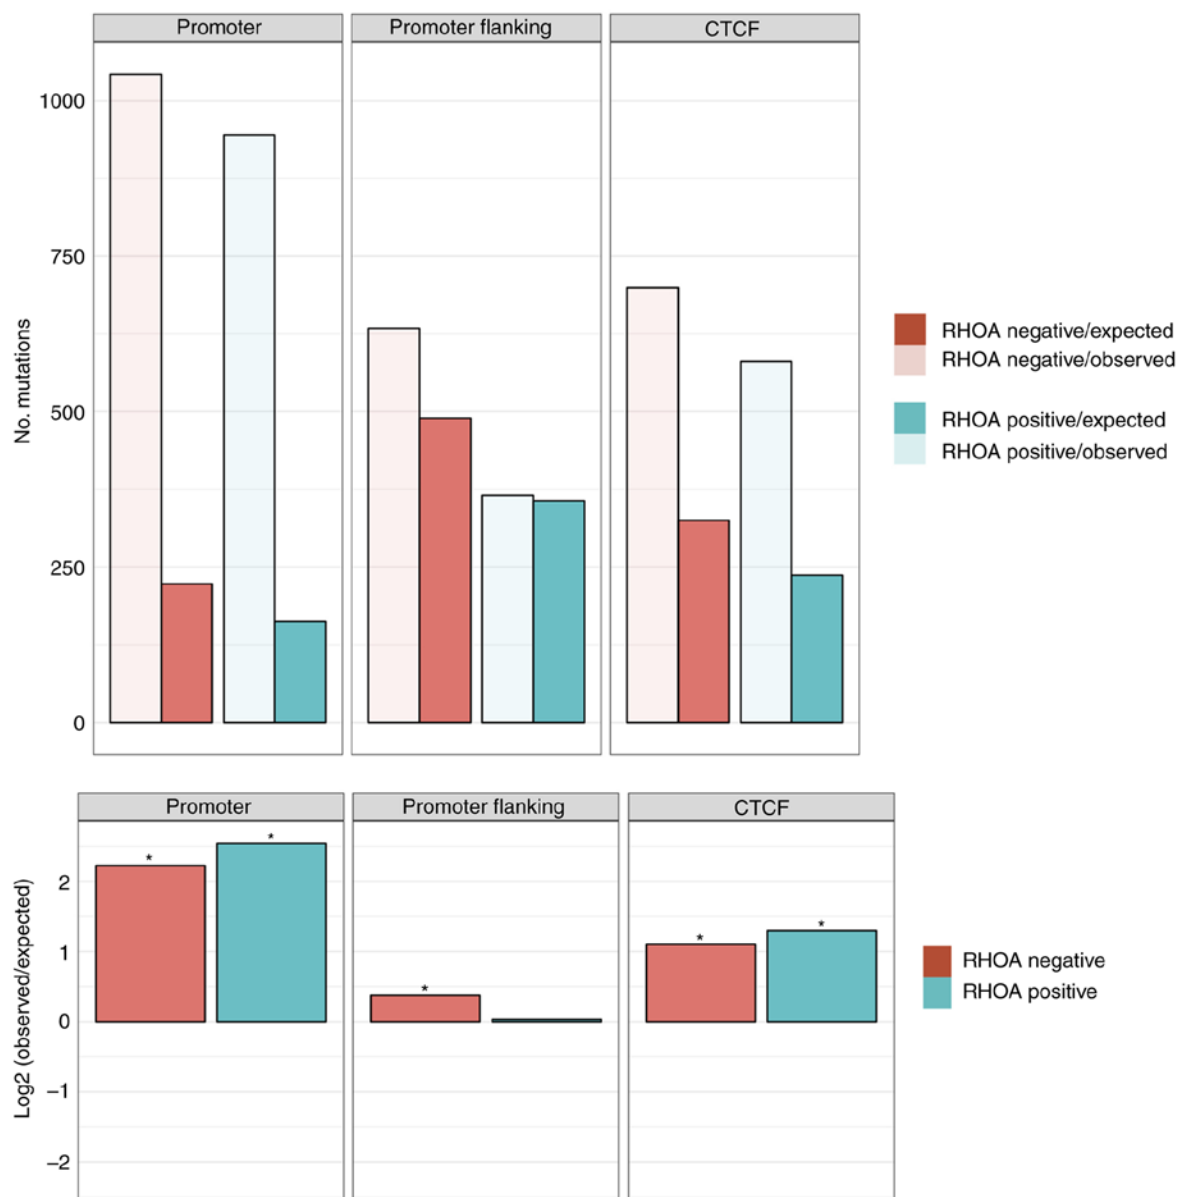 Promoter
Promoter flanking
CTCF
No. mutations
1000
750
500
250
0
RHOA negative/expected
RHOA negative/observed
RHOA positive/expected
RHOA positive/observed
Promoter
Promoter flanking
CTCF
Log2 (observed/expected)
2
1
0
−1
−2
*
*
*
*
*
RHOA negative
RHOA positive